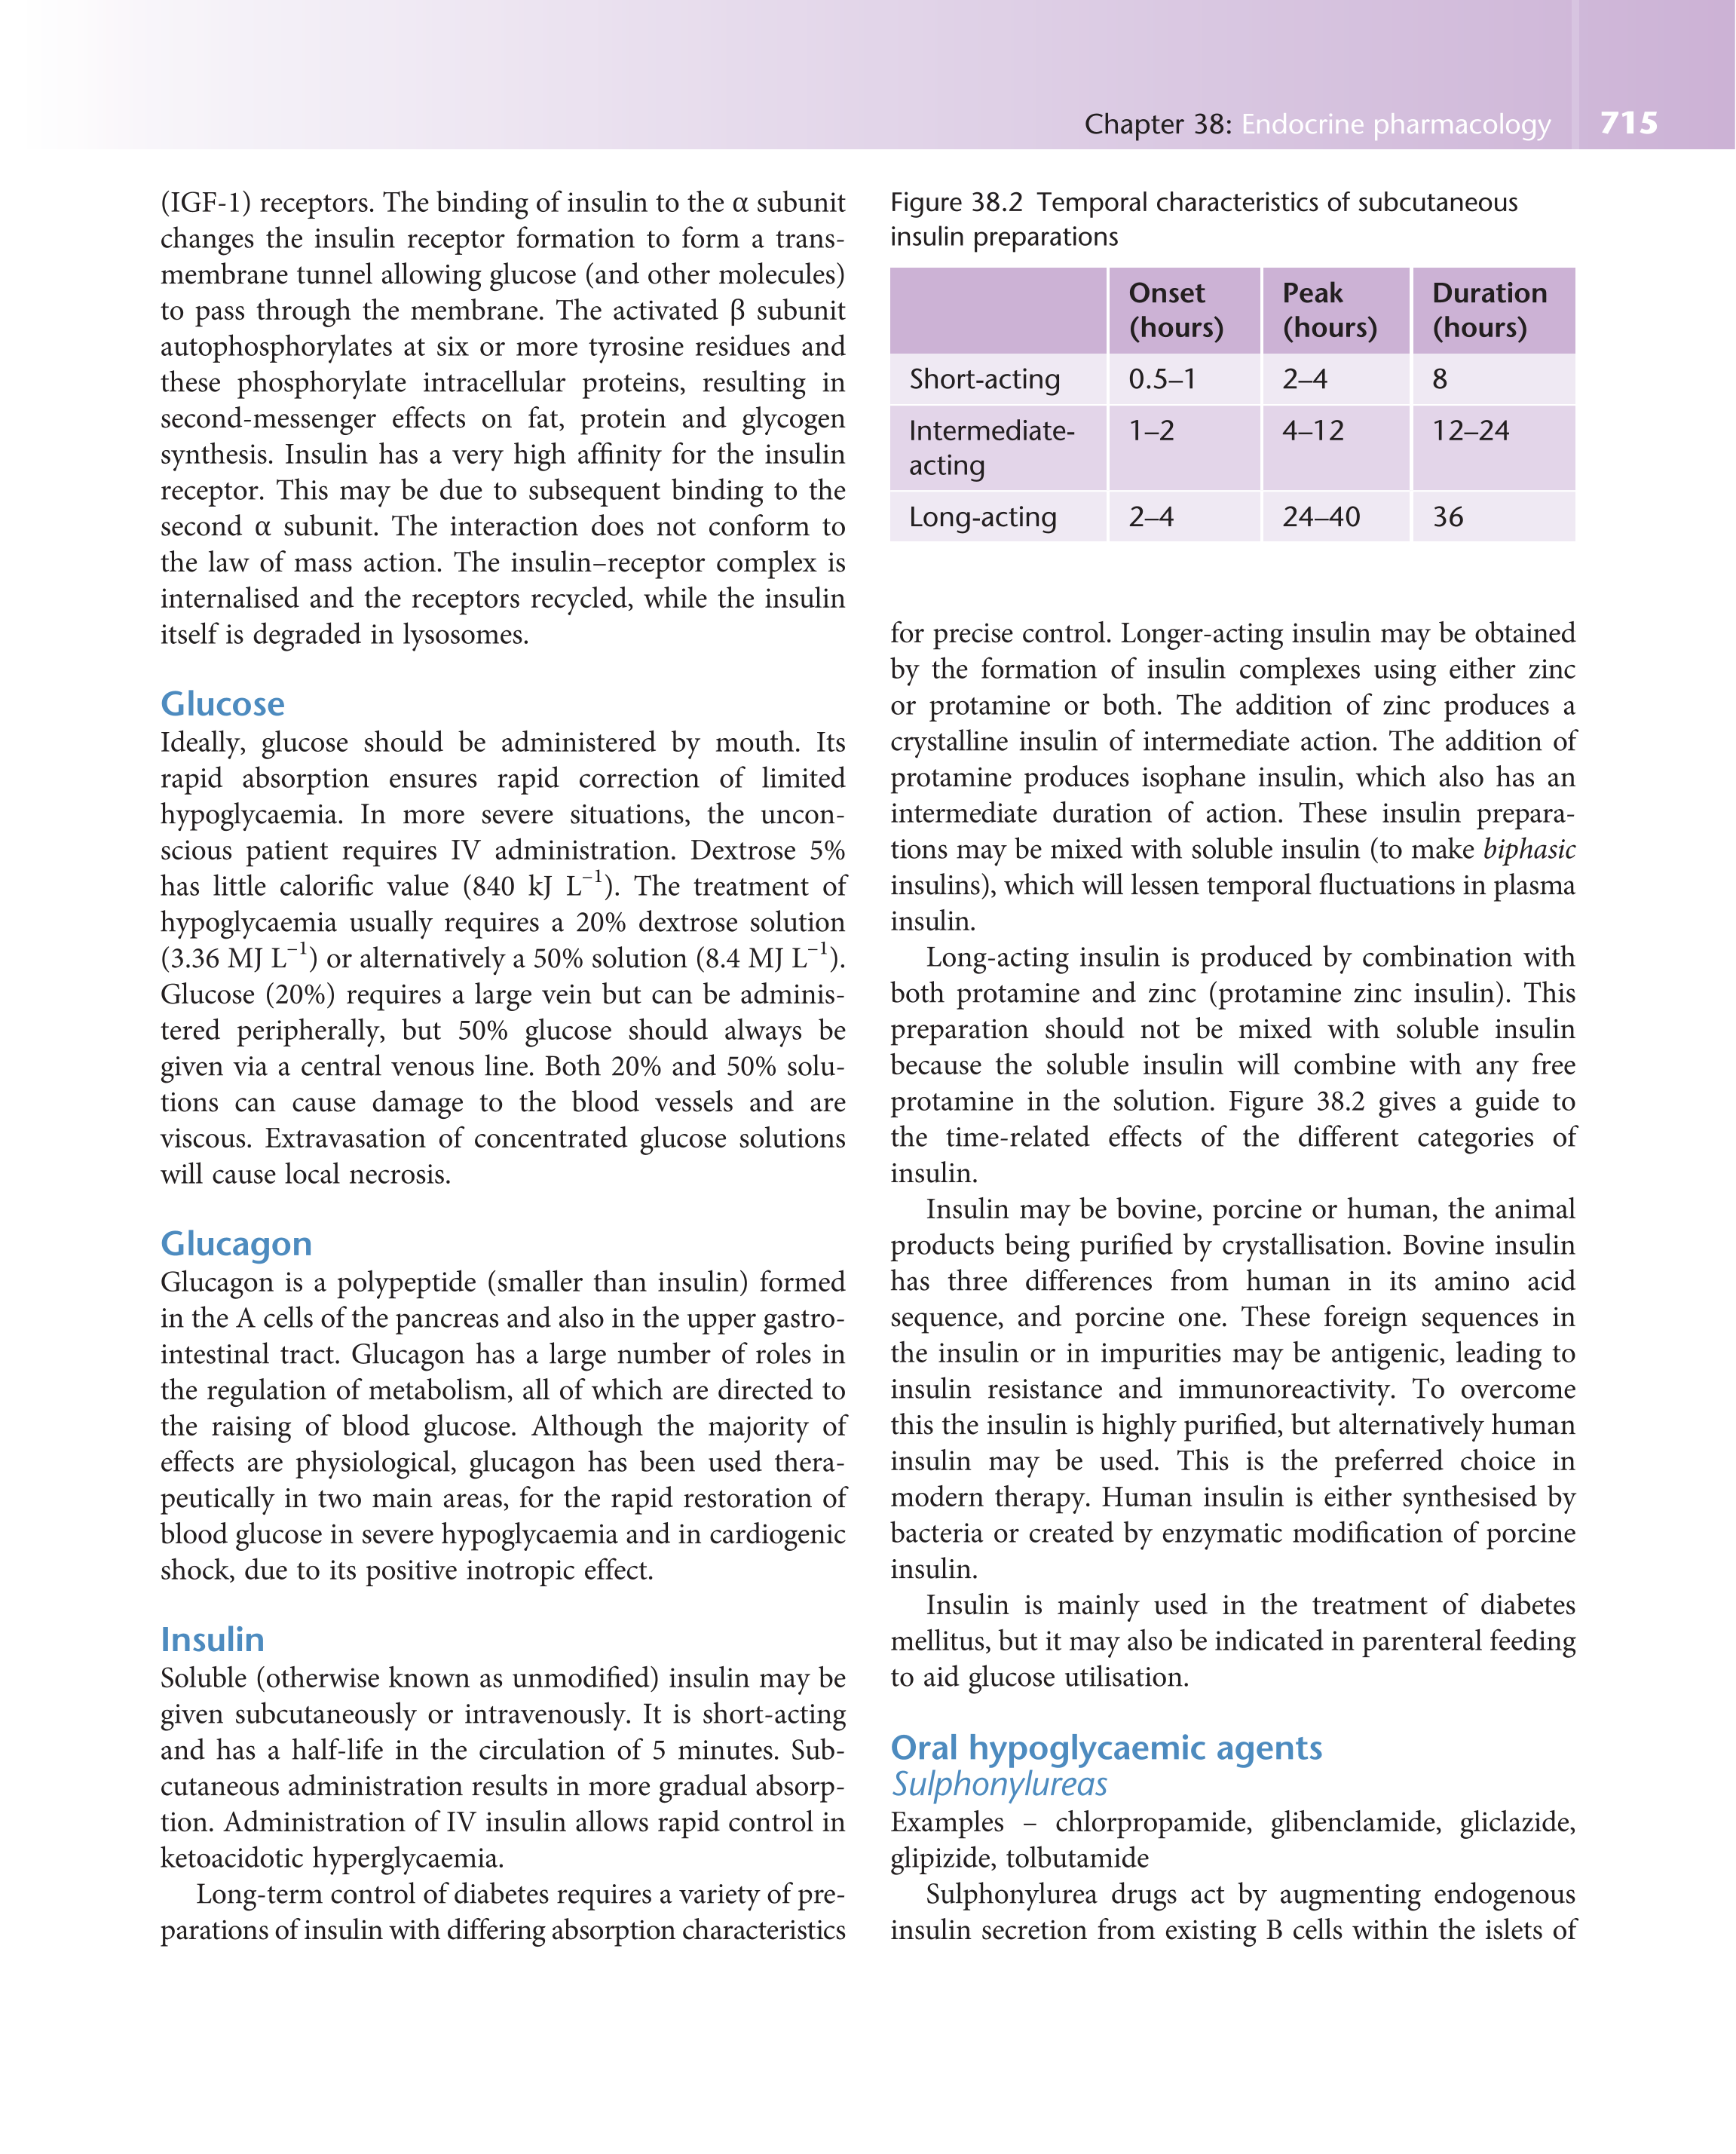 Chapter 38: Endocrine pharmacology 715
(IGF-1) receptors. The binding of insulin to the α subunit
changes the insulin receptor formation to form a trans-
membrane tunnel allowing glucose (and other molecules)
to pass through the membrane. The activated β subunit
autophosphorylates at six or more tyrosine residues and
these phosphorylate intracellular proteins, resulting in
second-messenger effects on fat, protein and glycogen
synthesis. Insulin has a very high affinity for the insulin
receptor. This may be due to subsequent binding to the
second α subunit. The interaction does not conform to
the law of mass action. The insulin–receptor complex is
internalised and the receptors recycled, while the insulin
itself is degraded in lysosomes.
Glucose
Ideally, glucose should be administered by mouth. Its
rapid absorption ensures rapid correction of limited
hypoglycaemia. In more severe situations, the uncon-
scious patient requires IV administration. Dextrose 5%
has little calorific value (840 kJ L⁻¹). The treatment of
hypoglycaemia usually requires a 20% dextrose solution
(3.36 MJ L⁻¹) or alternatively a 50% solution (8.4 MJ L⁻¹).
Glucose (20%) requires a large vein but can be adminis-
tered peripherally, but 50% glucose should always be
given via a central venous line. Both 20% and 50% solu-
tions can cause damage to the blood vessels and are
viscous. Extravasation of concentrated glucose solutions
will cause local necrosis.
Glucagon
Glucagon is a polypeptide (smaller than insulin) formed
in the A cells of the pancreas and also in the upper gastro-
intestinal tract. Glucagon has a large number of roles in
the regulation of metabolism, all of which are directed to
the raising of blood glucose. Although the majority of
effects are physiological, glucagon has been used thera-
peutically in two main areas, for the rapid restoration of
blood glucose in severe hypoglycaemia and in cardiogenic
shock, due to its positive inotropic effect.
Insulin
Soluble (otherwise known as unmodified) insulin may be
given subcutaneously or intravenously. It is short-acting
and has a half-life in the circulation of 5 minutes. Sub-
cutaneous administration results in more gradual absorp-
tion. Administration of IV insulin allows rapid control in
ketoacidotic hyperglycaemia.
Long-term control of diabetes requires a variety of pre-
parations of insulin with differing absorption characteristics
Figure 38.2 Temporal characteristics of subcutaneous
insulin preparations
Onset (hours) Peak (hours) Duration (hours)
Short-acting 0.5–1 2–4 8
Intermediate-acting 1–2 4–12 12–24
Long-acting 2–4 24–40 36
for precise control. Longer-acting insulin may be obtained
by the formation of insulin complexes using either zinc
or protamine or both. The addition of zinc produces a
crystalline insulin of intermediate action. The addition of
protamine produces isophane insulin, which also has an
intermediate duration of action. These insulin prepara-
tions may be mixed with soluble insulin (to make biphasic
insulins), which will lessen temporal fluctuations in plasma
insulin.
Long-acting insulin is produced by combination with
both protamine and zinc (protamine zinc insulin). This
preparation should not be mixed with soluble insulin
because the soluble insulin will combine with any free
protamine in the solution. Figure 38.2 gives a guide to
the time-related effects of the different categories of
insulin.
Insulin may be bovine, porcine or human, the animal
products being purified by crystallisation. Bovine insulin
has three differences from human in its amino acid
sequence, and porcine one. These foreign sequences in
the insulin or in impurities may be antigenic, leading to
insulin resistance and immunoreactivity. To overcome
this the insulin is highly purified, but alternatively human
insulin may be used. This is the preferred choice in
modern therapy. Human insulin is either synthesised by
bacteria or created by enzymatic modification of porcine
insulin.
Insulin is mainly used in the treatment of diabetes
mellitus, but it may also be indicated in parenteral feeding
to aid glucose utilisation.
Oral hypoglycaemic agents
Sulphonylureas
Examples – chlorpropamide, glibenclamide, gliclazide,
glipizide, tolbutamide
Sulphonylurea drugs act by augmenting endogenous
insulin secretion from existing B cells within the islets of